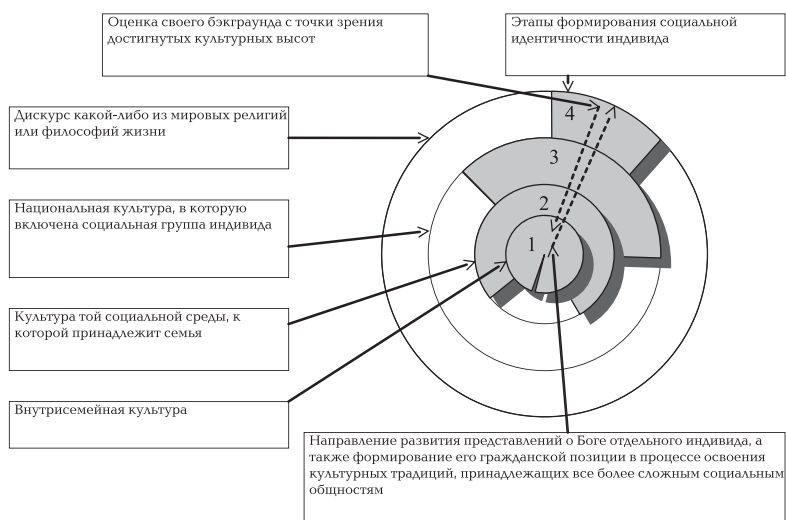 Оценка своего бэкграунда с точки зрения
достигнутых культурных высот
Этапы формирования социальной
идентичности индивида
Дискурс какой-либо из мировых религий
или философий жизни
4
3
Национальная культура, в которую
включена социальная группа индивида
2
1
Культура той социальной среды, к
которой принадлежит семья
Внутрисемейная культура
Направление развития представлений о Боге отдельного индивида, а
также формирование его гражданской позиции в процессе освоения
культурных традиций, принадлежащих все более сложным социальным
общностям